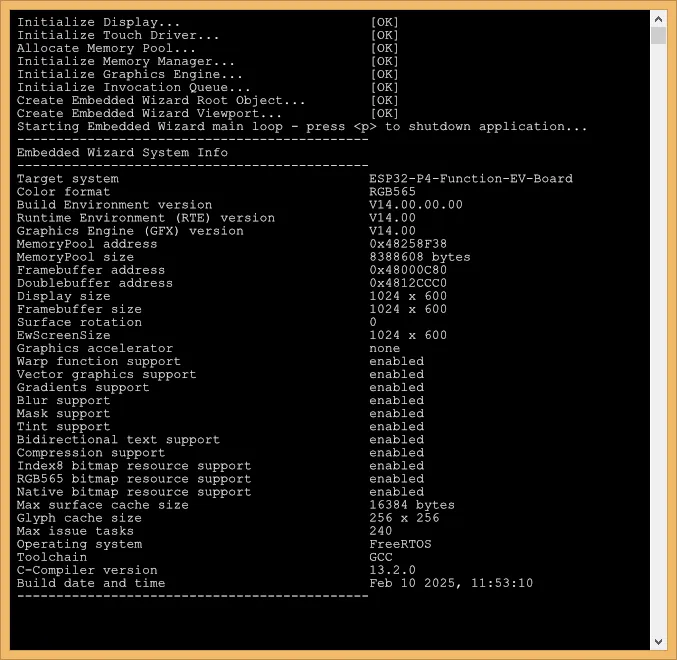 Initialize Display... [OK]
Initialize Touch Driver... [OK]
Allocate Memory Pool... [OK]
Initialize Memory Manager... [OK]
Initialize Graphics Engine... [OK]
Initialize Invocation Queue... [OK]
Create Embedded Wizard Root Object... [OK]
Create Embedded Wizard Viewport... [OK]
Starting Embedded Wizard main loop - press <p> to shutdown application...
---------------------------------------------
Embedded Wizard System Info
---------------------------------------------
Target system ESP32-P4-Function-EV-Board
Color format RGB565
Build Environment version V14.00.00.00
Runtime Environment (RTE) version V14.00
Graphics Engine (GFX) version V14.00
MemoryPool address 0x48258F38
MemoryPool size 8388608 bytes
Framebuffer address 0x48000C80
Doublebuffer address 0x4812CCC0
Display size 1024 x 600
Framebuffer size 1024 x 600
Surface rotation 0
EwScreenSize 1024 x 600
Graphics accelerator none
Warp function support enabled
Vector graphics support enabled
Gradients support enabled
Blur support enabled
Mask support enabled
Tint support enabled
Bidirectional text support enabled
Compression support enabled
Index8 bitmap resource support enabled
RGB565 bitmap resource support enabled
Native bitmap resource support enabled
Max surface cache size 16384 bytes
Glyph cache size 256 x 256
Max issue tasks 240
Operating system FreeRTOS
Toolchain GCC
C-Compiler version 13.2.0
Build date and time Feb 10 2025, 11:53:10
---------------------------------------------